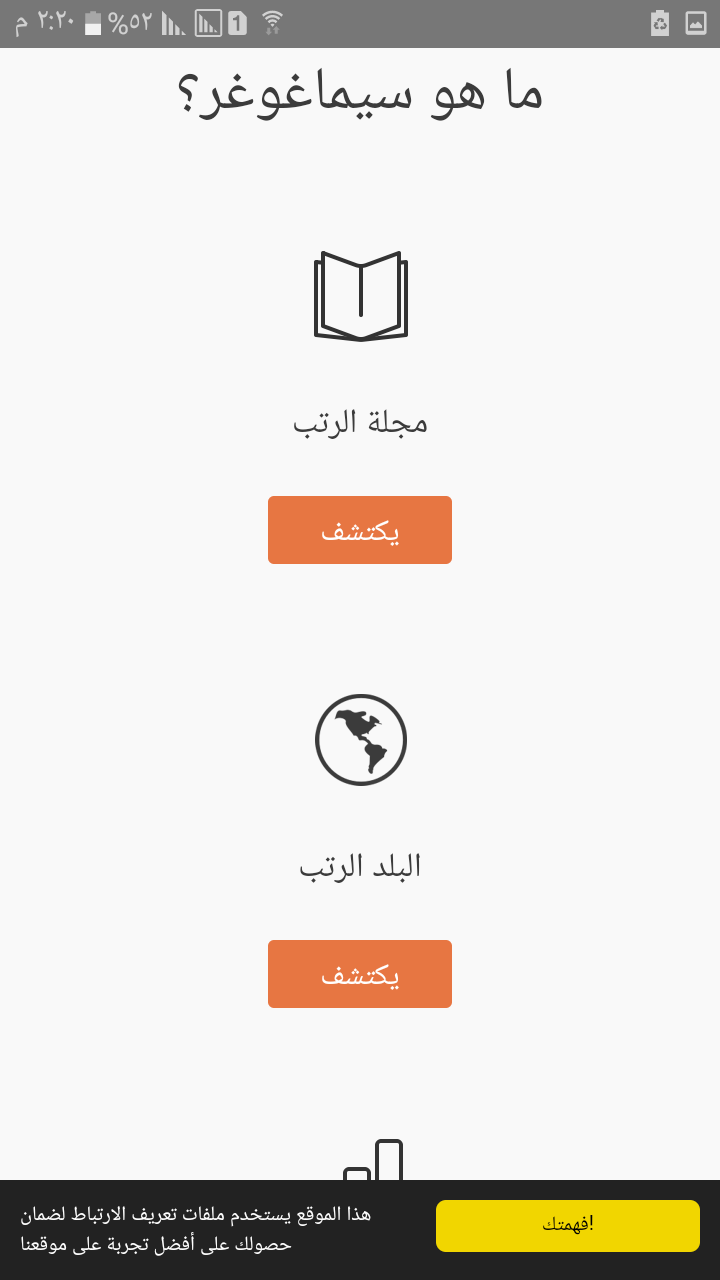 م ٢:٢٠ %٥٢ 1
ما هو سيماغوغر؟
مجلة الرتب
يكتشف
البلد الرتب
يكتشف
هذا الموقع يستخدم ملفات تعريف الارتباط لضمان
حصولك على أفضل تجربة على موقعنا
فهمتك!